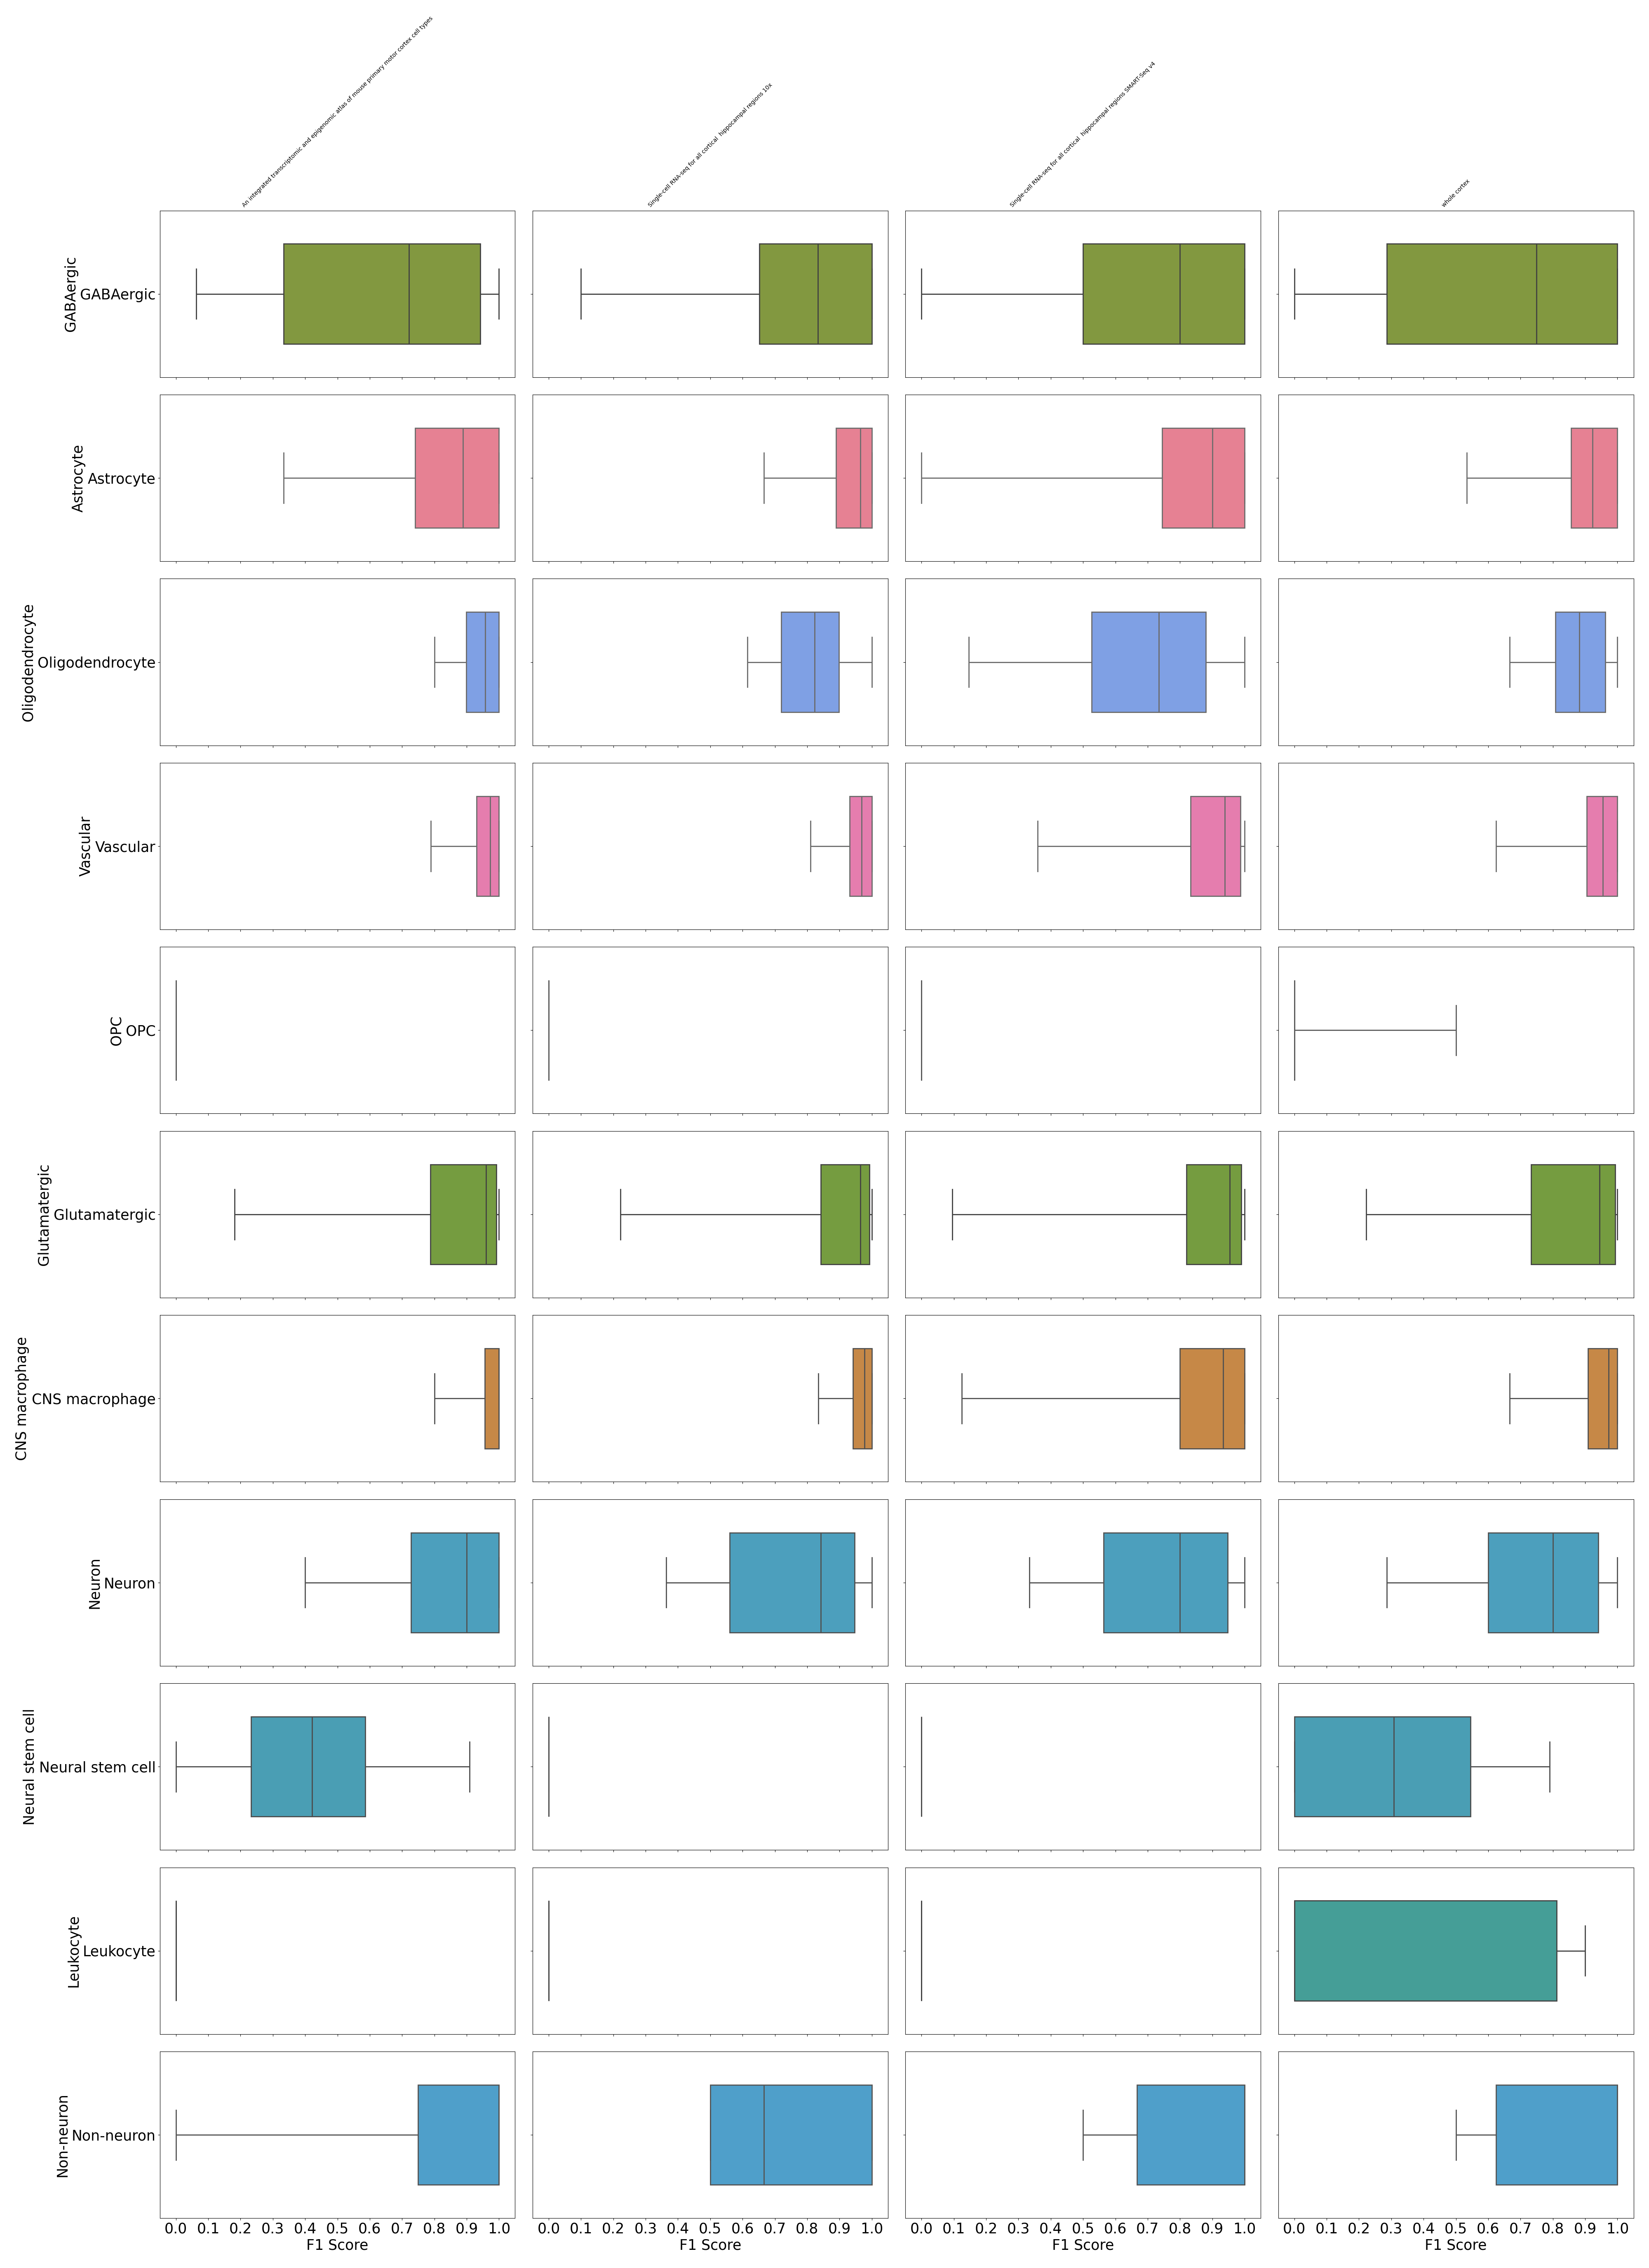 An integrated transcriptomic and epigenomic atlas of mouse primary motor cortex cell types
Single-cell RNA-seq for all cortical  hippocampal regions 10x
Single-cell RNA-seq for all cortical  hippocampal regions SMART-Seq v4
whole cortex
GABAergic
GABAergic
Astrocyte
Astrocyte
Oligodendrocyte
Oligodendrocyte
Vascular
Vascular
OPC
OPC
Glutamatergic
Glutamatergic
CNS macrophage
CNS macrophage
Neuron
Neuron
Neural stem cell
Neural stem cell
Leukocyte
Leukocyte
Non-neuron
Non-neuron
0.0 0.1 0.2 0.3 0.4 0.5 0.6 0.7 0.8 0.9 1.0
F1 Score
0.0 0.1 0.2 0.3 0.4 0.5 0.6 0.7 0.8 0.9 1.0
F1 Score
0.0 0.1 0.2 0.3 0.4 0.5 0.6 0.7 0.8 0.9 1.0
F1 Score
0.0 0.1 0.2 0.3 0.4 0.5 0.6 0.7 0.8 0.9 1.0
F1 Score